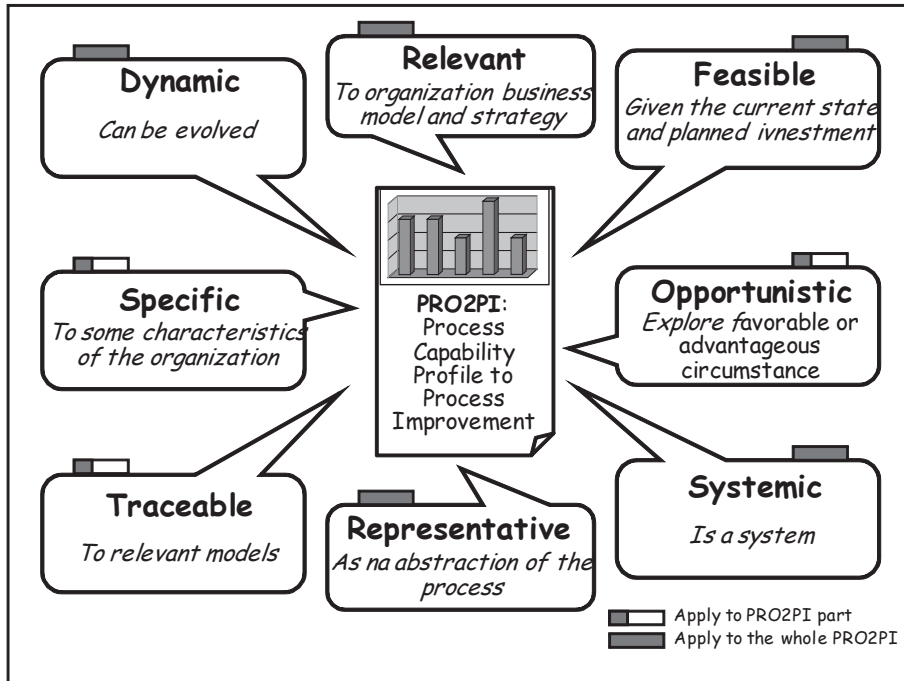 Dynamic
Can be evolved
Relevant
To organization business
model and strategy
Feasible
Given the current state
and planned ivnestment
Specific
To some characteristics
of the organization
PRO2PI:
Process
Capability
Profile to
Process
Improvement
Opportunistic
Explore favorable or
advantageous
circumstance
Traceable
To relevant models
Representative
As na abstraction of the
process
Systemic
Is a system
Apply to PRO2PI part
Apply to the whole PRO2PI